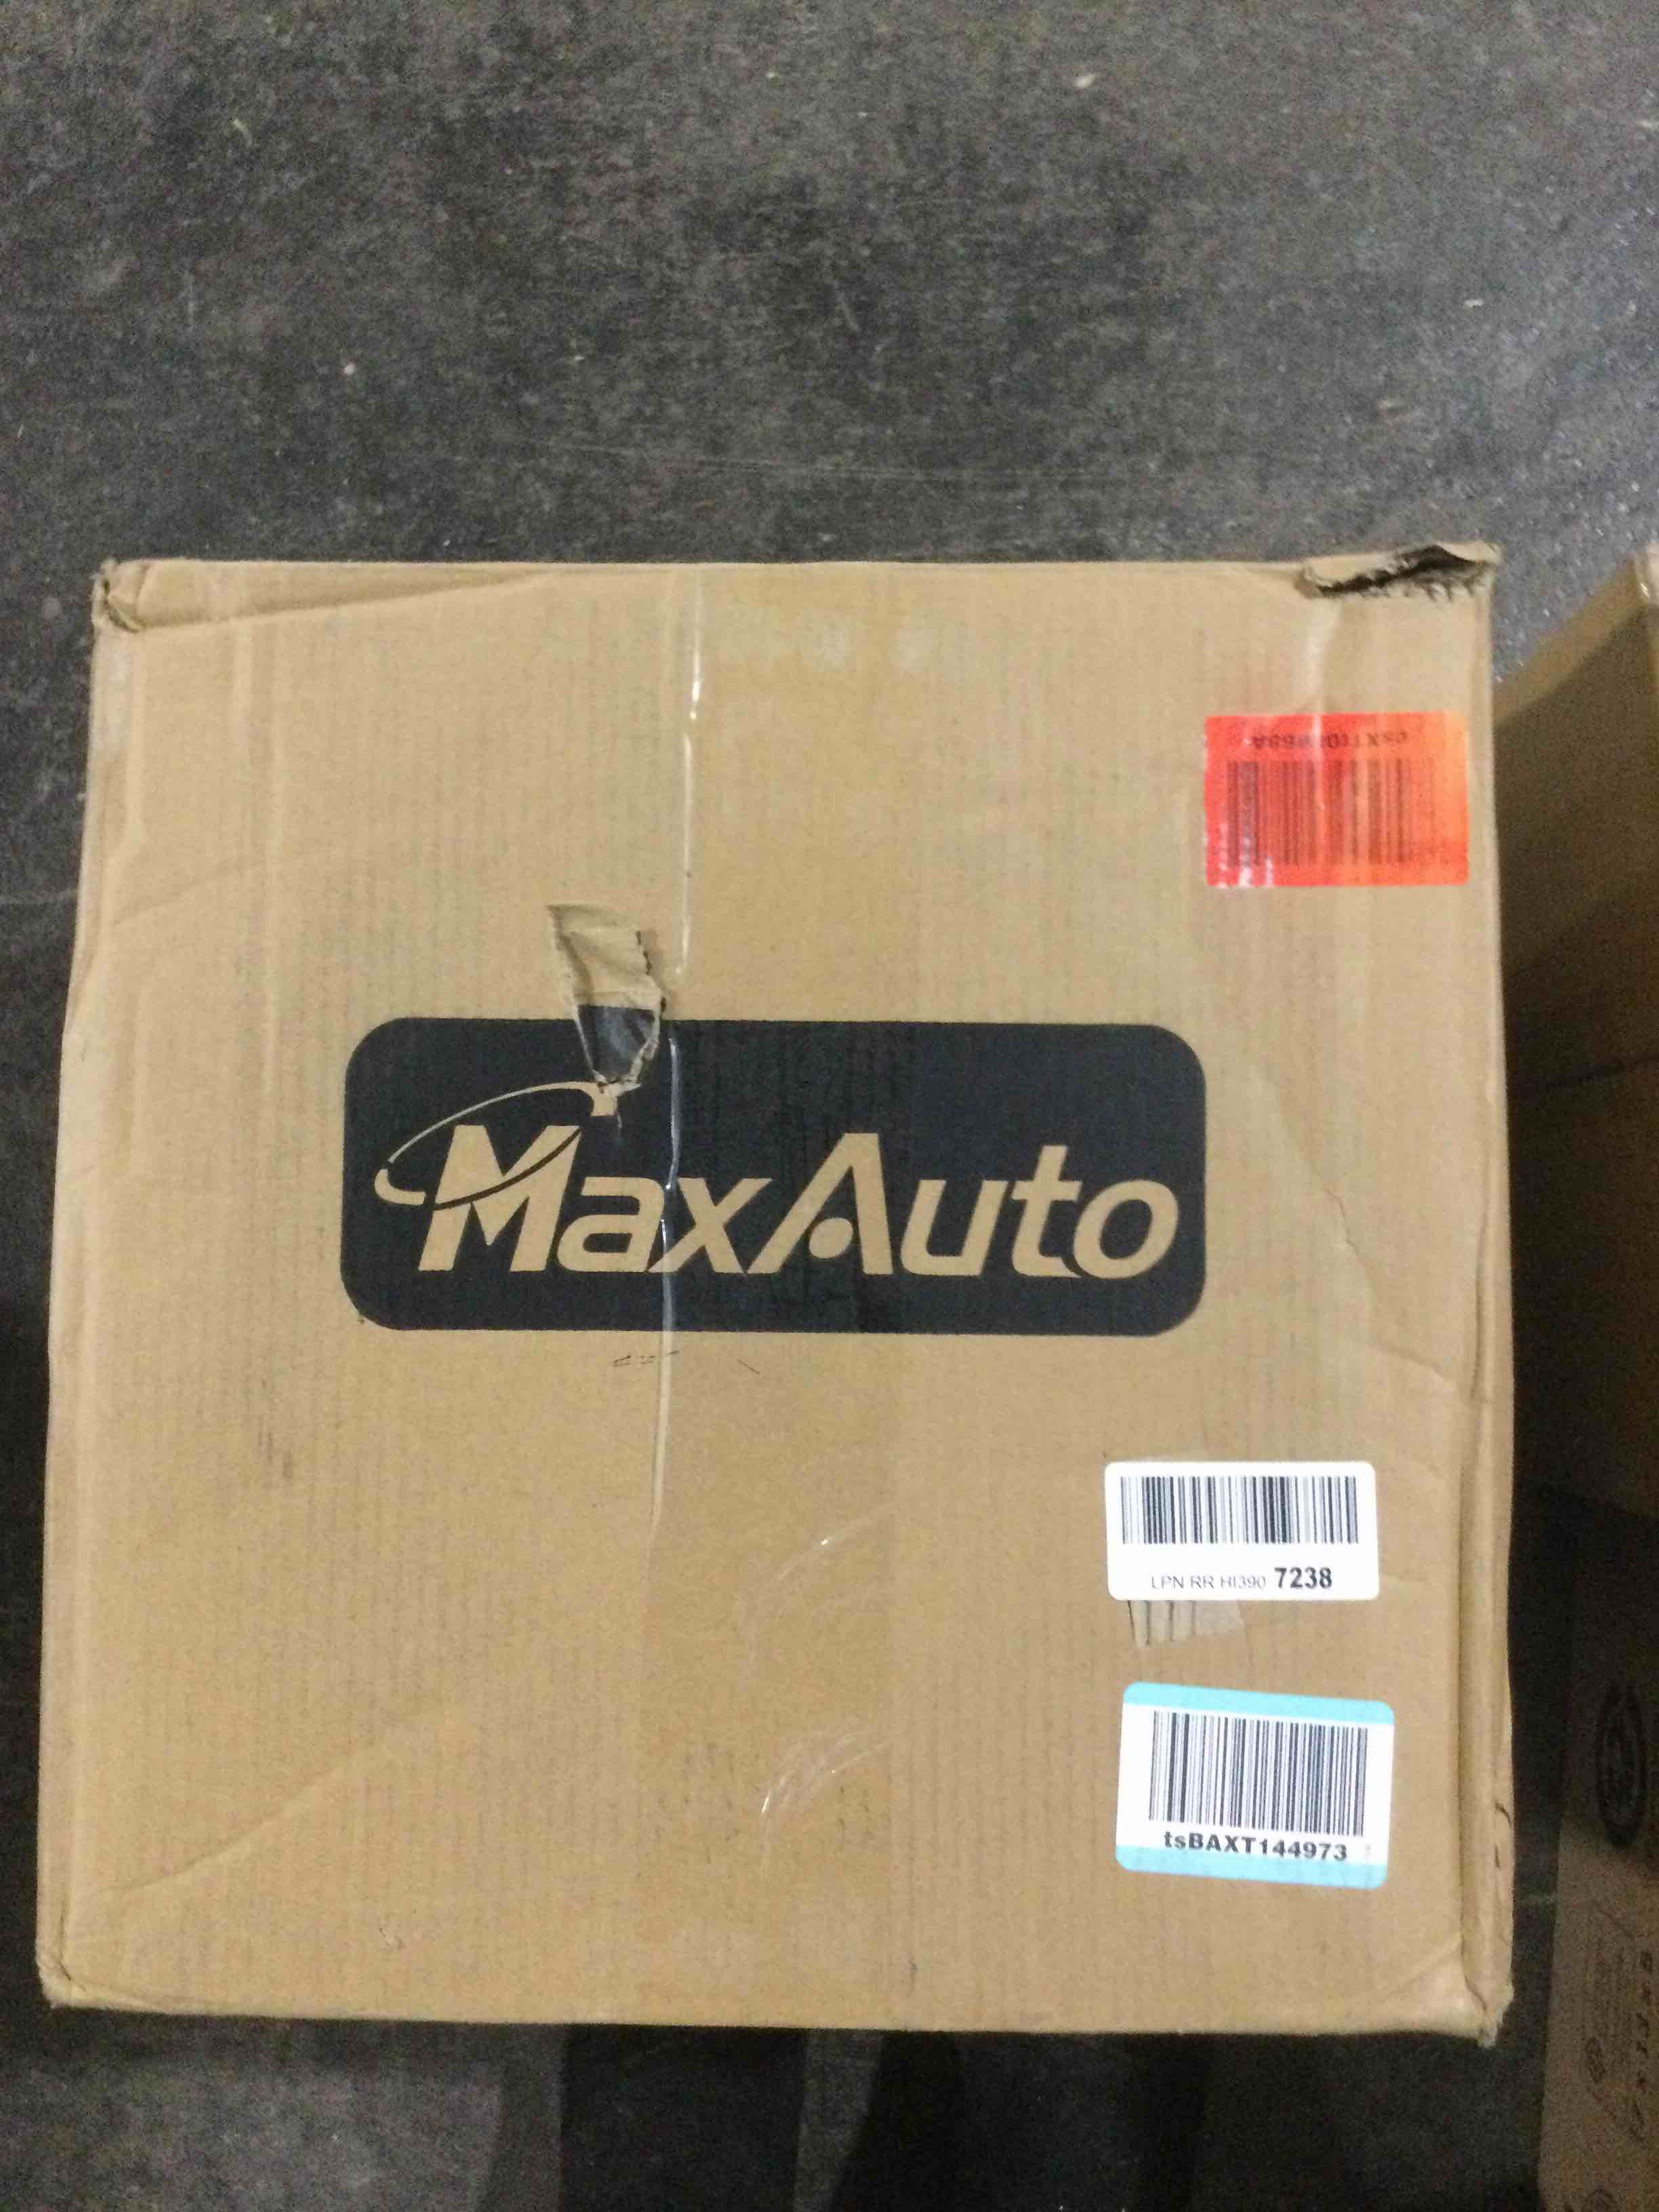 MaxAuto
LPN RR HI390 7238
tsBAXT144973